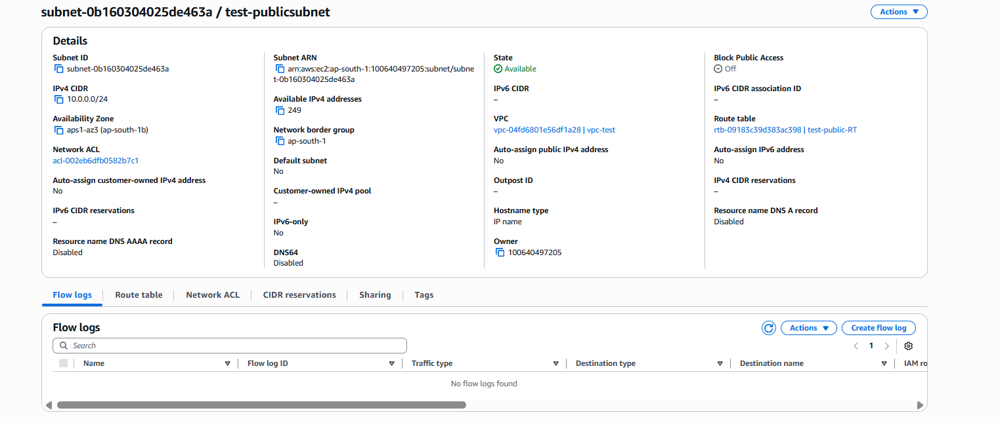 subnet-0b160304025de463a / test-publicsubnet
Actions
Details
Subnet ID
subnet-0b160304025de463a
IPv4 CIDR
10.0.0.0/24
Availability Zone
aps1-az3 (ap-south-1b)
Network ACL
acl-002eb6dfb0582b7c1
Auto-assign customer-owned IPv4 address
No
IPv6 CIDR reservations
–
Resource name DNS AAAA record
Disabled
Subnet ARN
arn:aws:ec2:ap-south-1:100640497205:subnet/subne
t-0b160304025de463a
Available IPv4 addresses
249
Network border group
ap-south-1
Default subnet
No
Customer-owned IPv4 pool
–
IPv6-only
No
DNS64
Disabled
State
Available
IPv6 CIDR
–
VPC
vpc-04fd6801e56df1a28 | vpc-test
Auto-assign public IPv4 address
No
Outpost ID
–
Hostname type
IP name
Owner
100640497205
Block Public Access
Off
IPv6 CIDR association ID
–
Route table
rtb-09183c39d383ac398 | test-public-RT
Auto-assign IPv6 address
No
IPv4 CIDR reservations
–
Resource name DNS A record
Disabled
Flow logs
Route table
Network ACL
CIDR reservations
Sharing
Tags
Flow logs
Actions
Create flow log
Search
1
Name
Flow log ID
Traffic type
Destination type
Destination name
IAM ro
No flow logs found